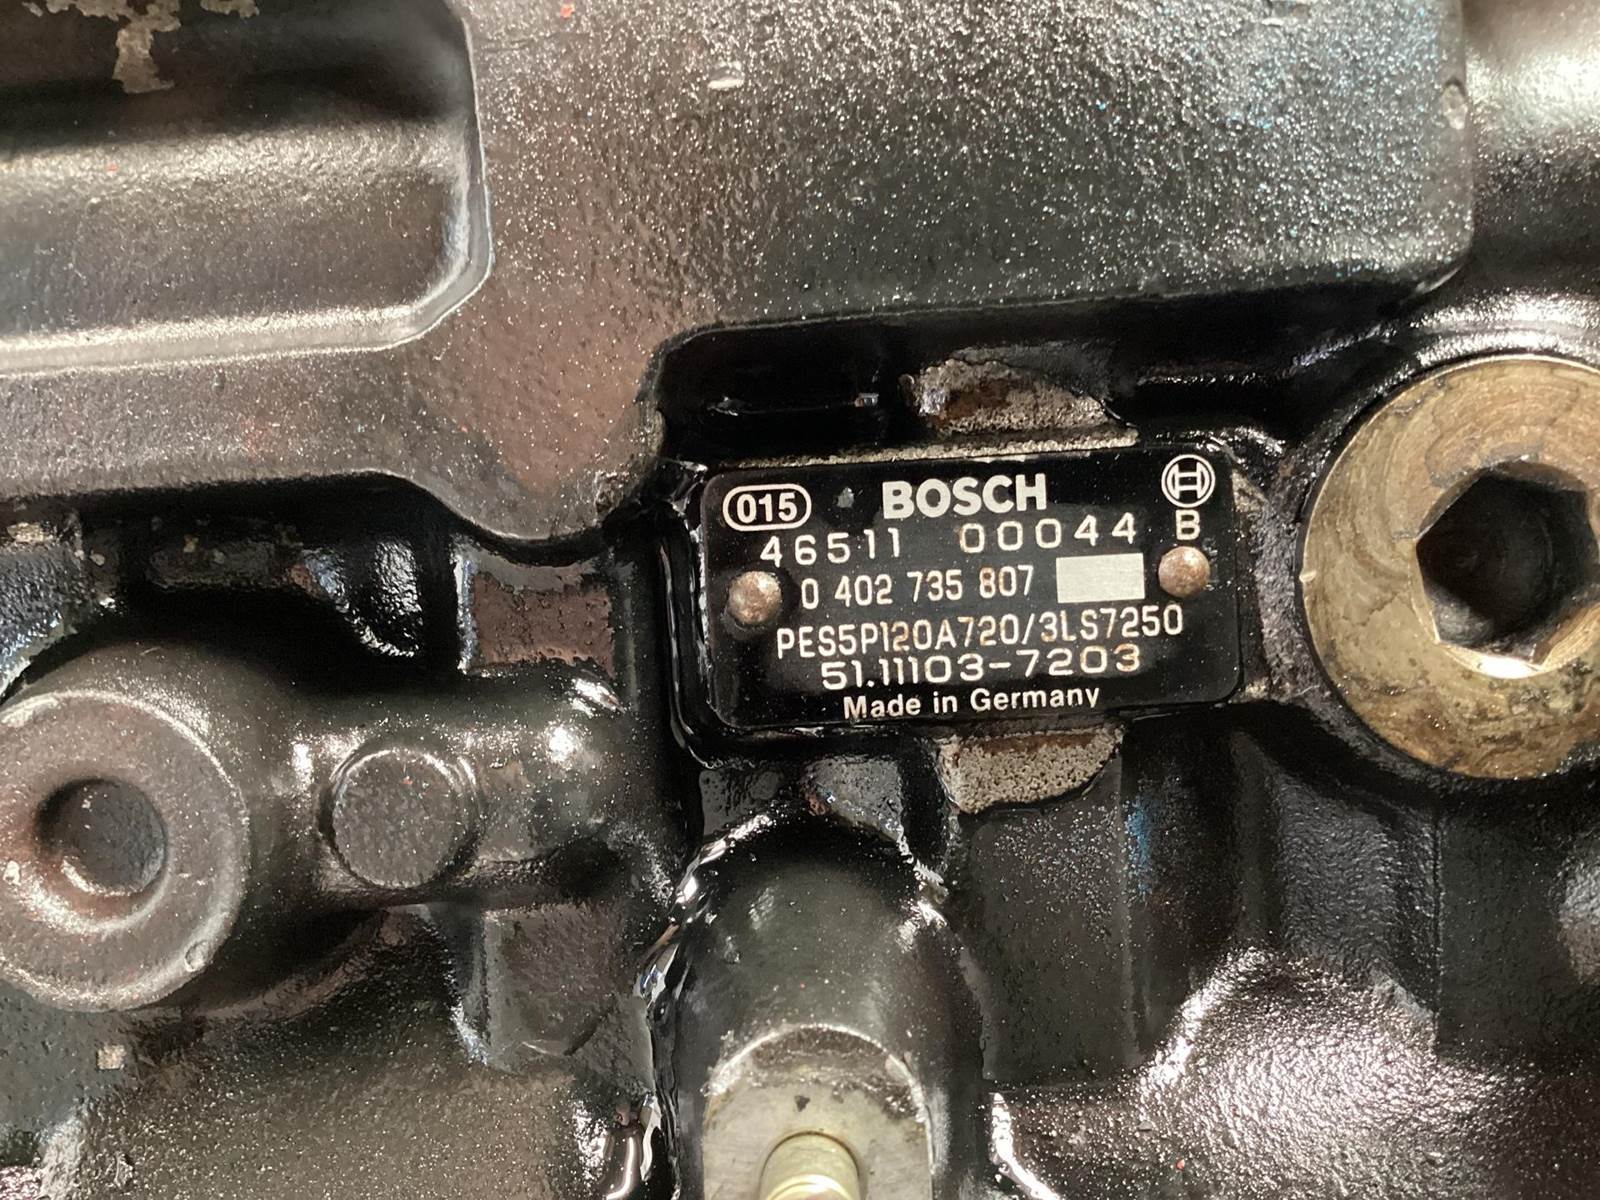 015 BOSCH
46511 00044 B
0 402 735 807
PES5P120A720/3LS7250
51.11103-7203
Made in Germany